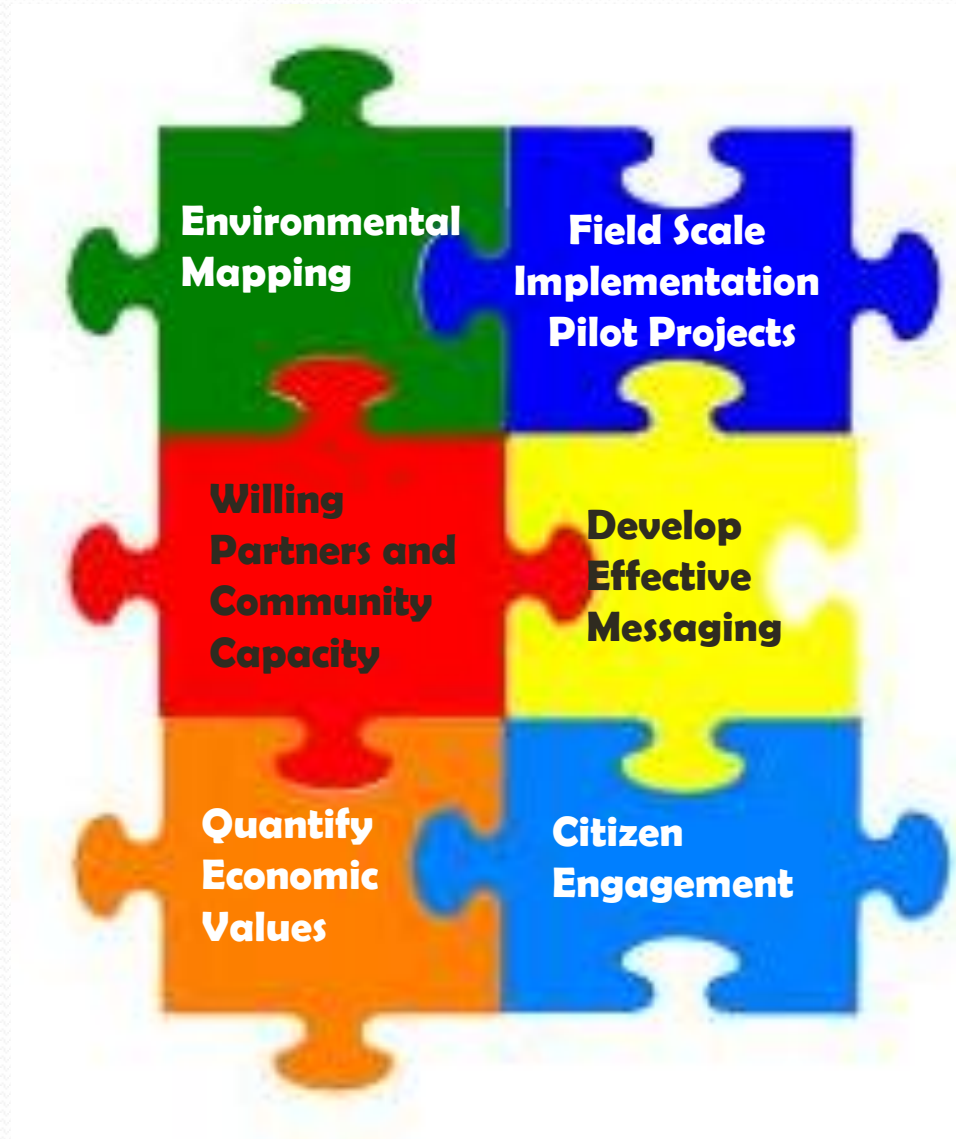 Environmental
Mapping
Field Scale
Implementation
Pilot Projects
Willing
Partners and
Community
Capacity
Develop
Effective
Messaging
Quantify
Economic
Values
Citizen
Engagement